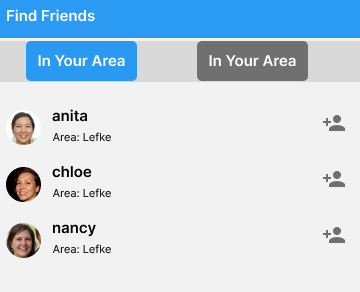 Find Friends
In Your Area
In Your Area
anita
Area: Lefke
chloe
Area: Lefke
nancy
Area: Lefke